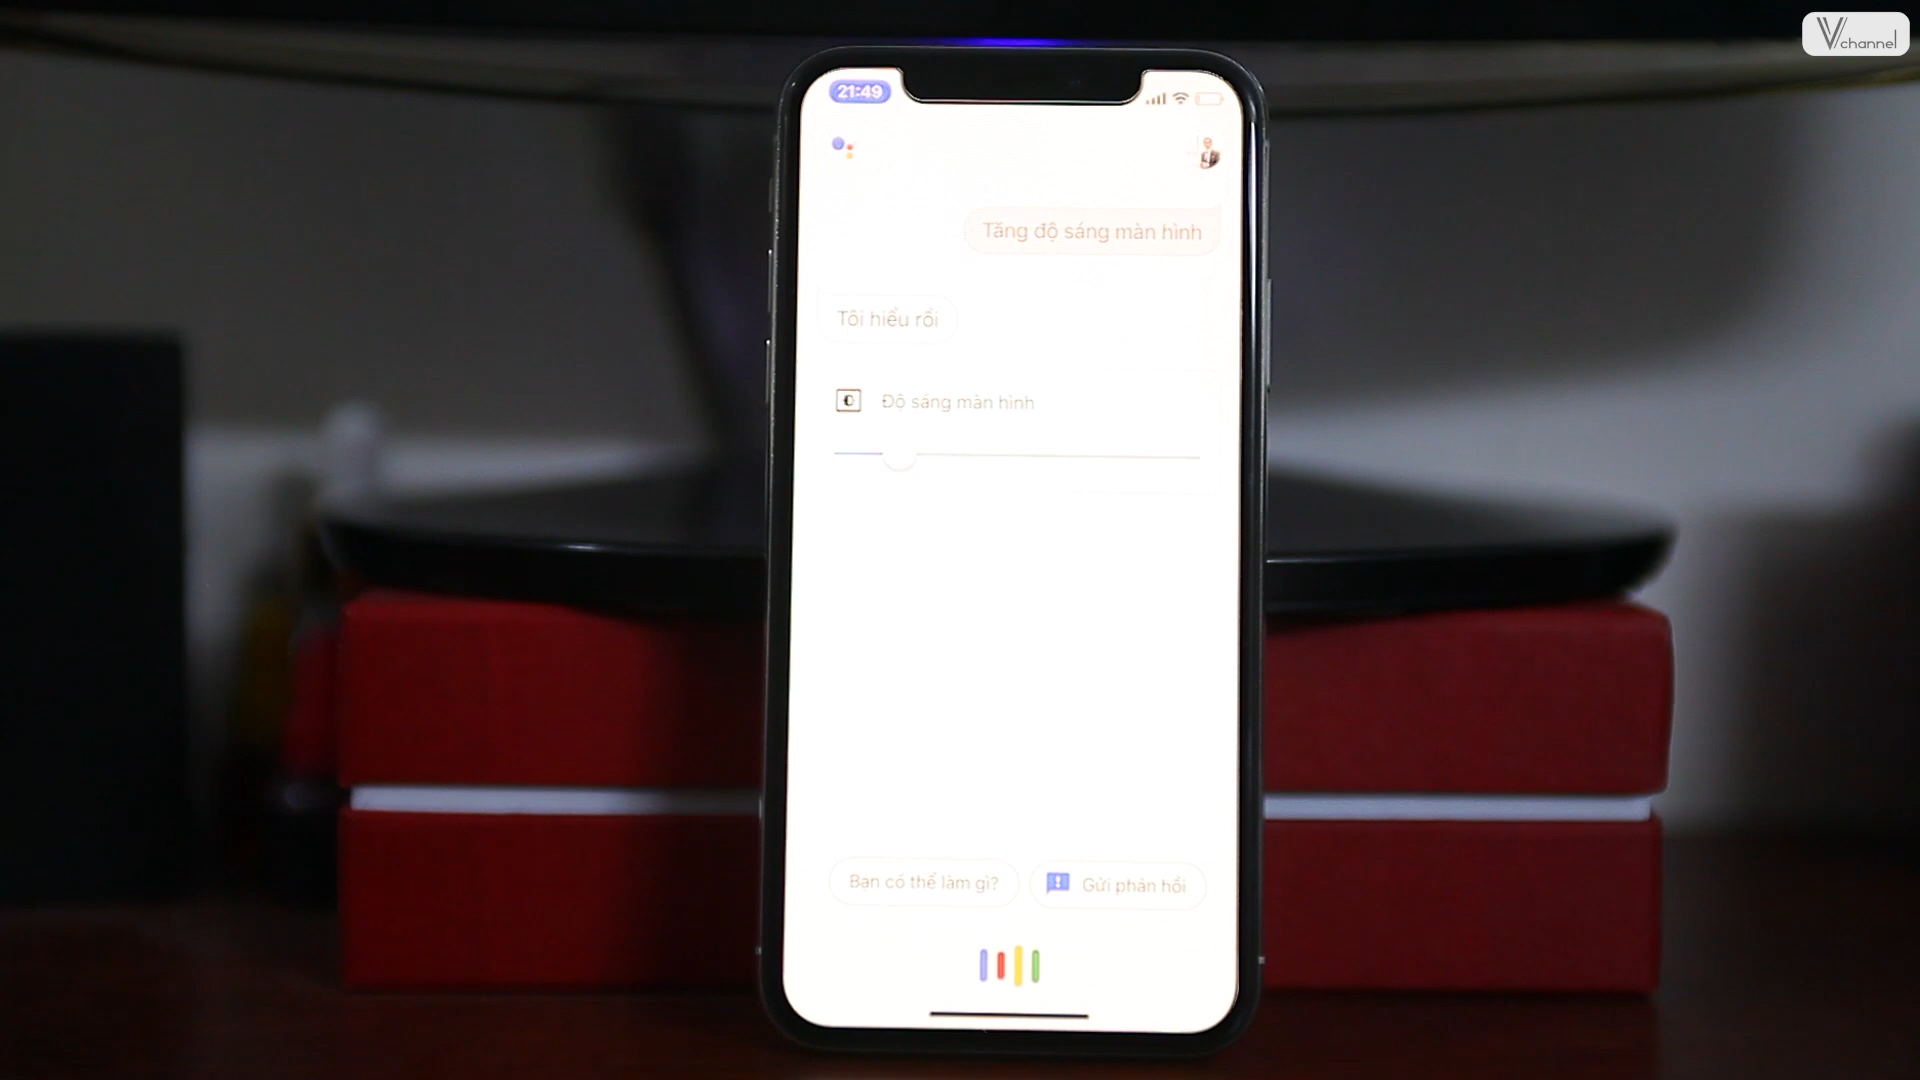 Vchannel
21:49
Tăng độ sáng màn hình
Tôi hiểu rồi
Độ sáng màn hình
Bạn có thể làm gì?
Gửi phản hồi